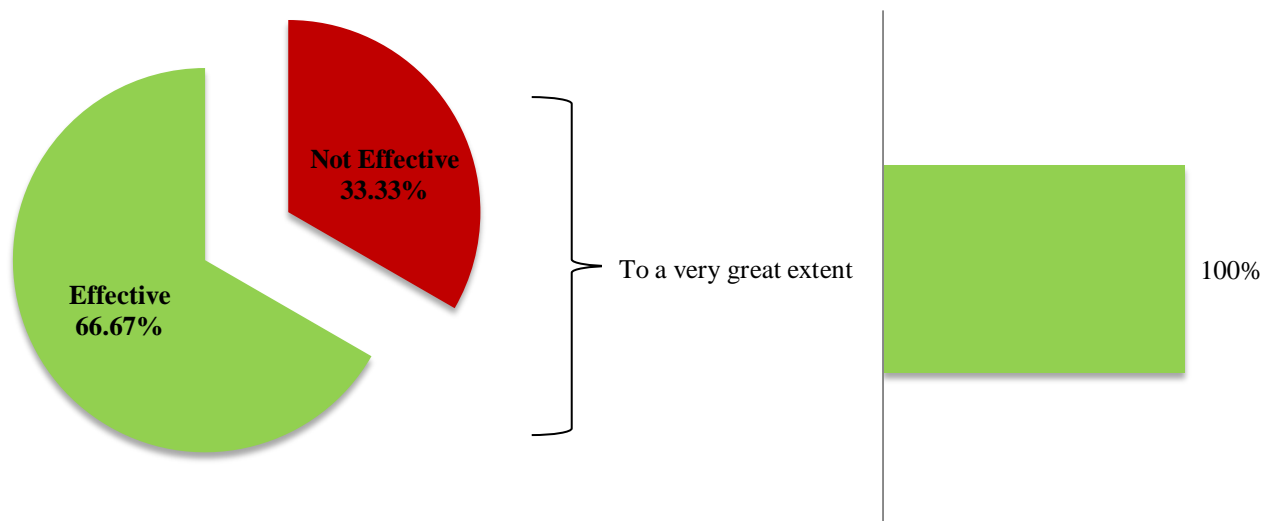 Not Effective
33.33%
Effective
66.67%
To a very great extent
100%